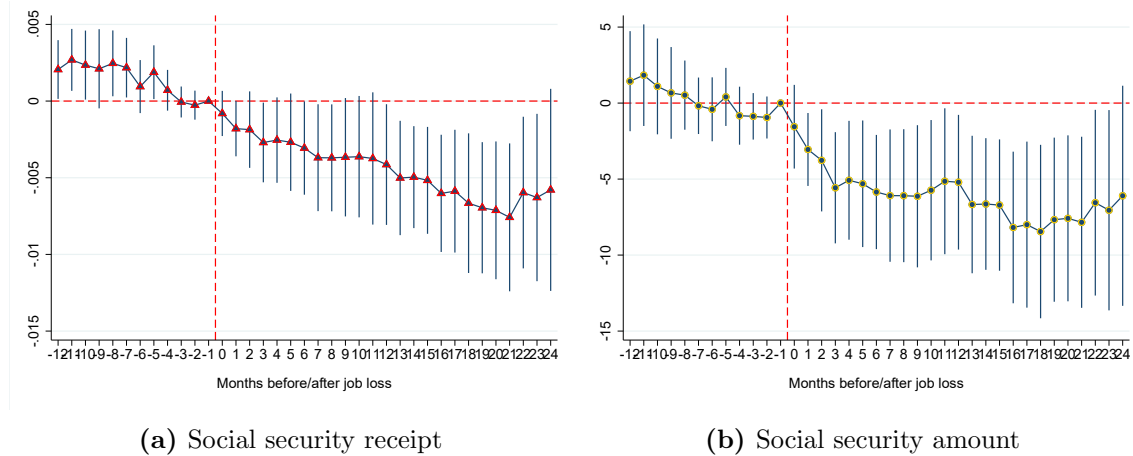 .005
0
-.005
-.01
-.015
-12 -11 -10 -9 -8 -7 -6 -5 -4 -3 -2 -1 0 1 2 3 4 5 6 7 8 9 10 11 12 13 14 15 16 17 18 19 20 21 22 23 24
Months before/after job loss
(a) Social security receipt
5
0
-5
-10
-15
-12 -11 -10 -9 -8 -7 -6 -5 -4 -3 -2 -1 0 1 2 3 4 5 6 7 8 9 10 11 12 13 14 15 16 17 18 19 20 21 22 23 24
Months before/after job loss
(b) Social security amount